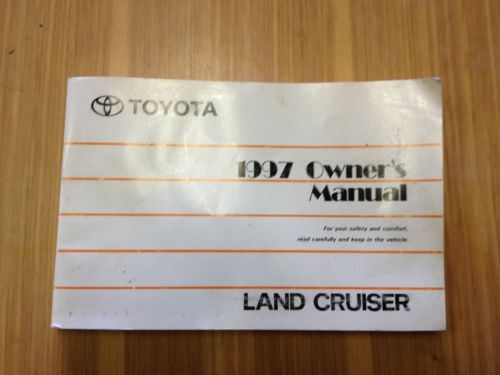 TOYOTA
1997 Owner's
Manual
For your safety and comfort,
read carefully and keep in the vehicle.
LAND CRUISER